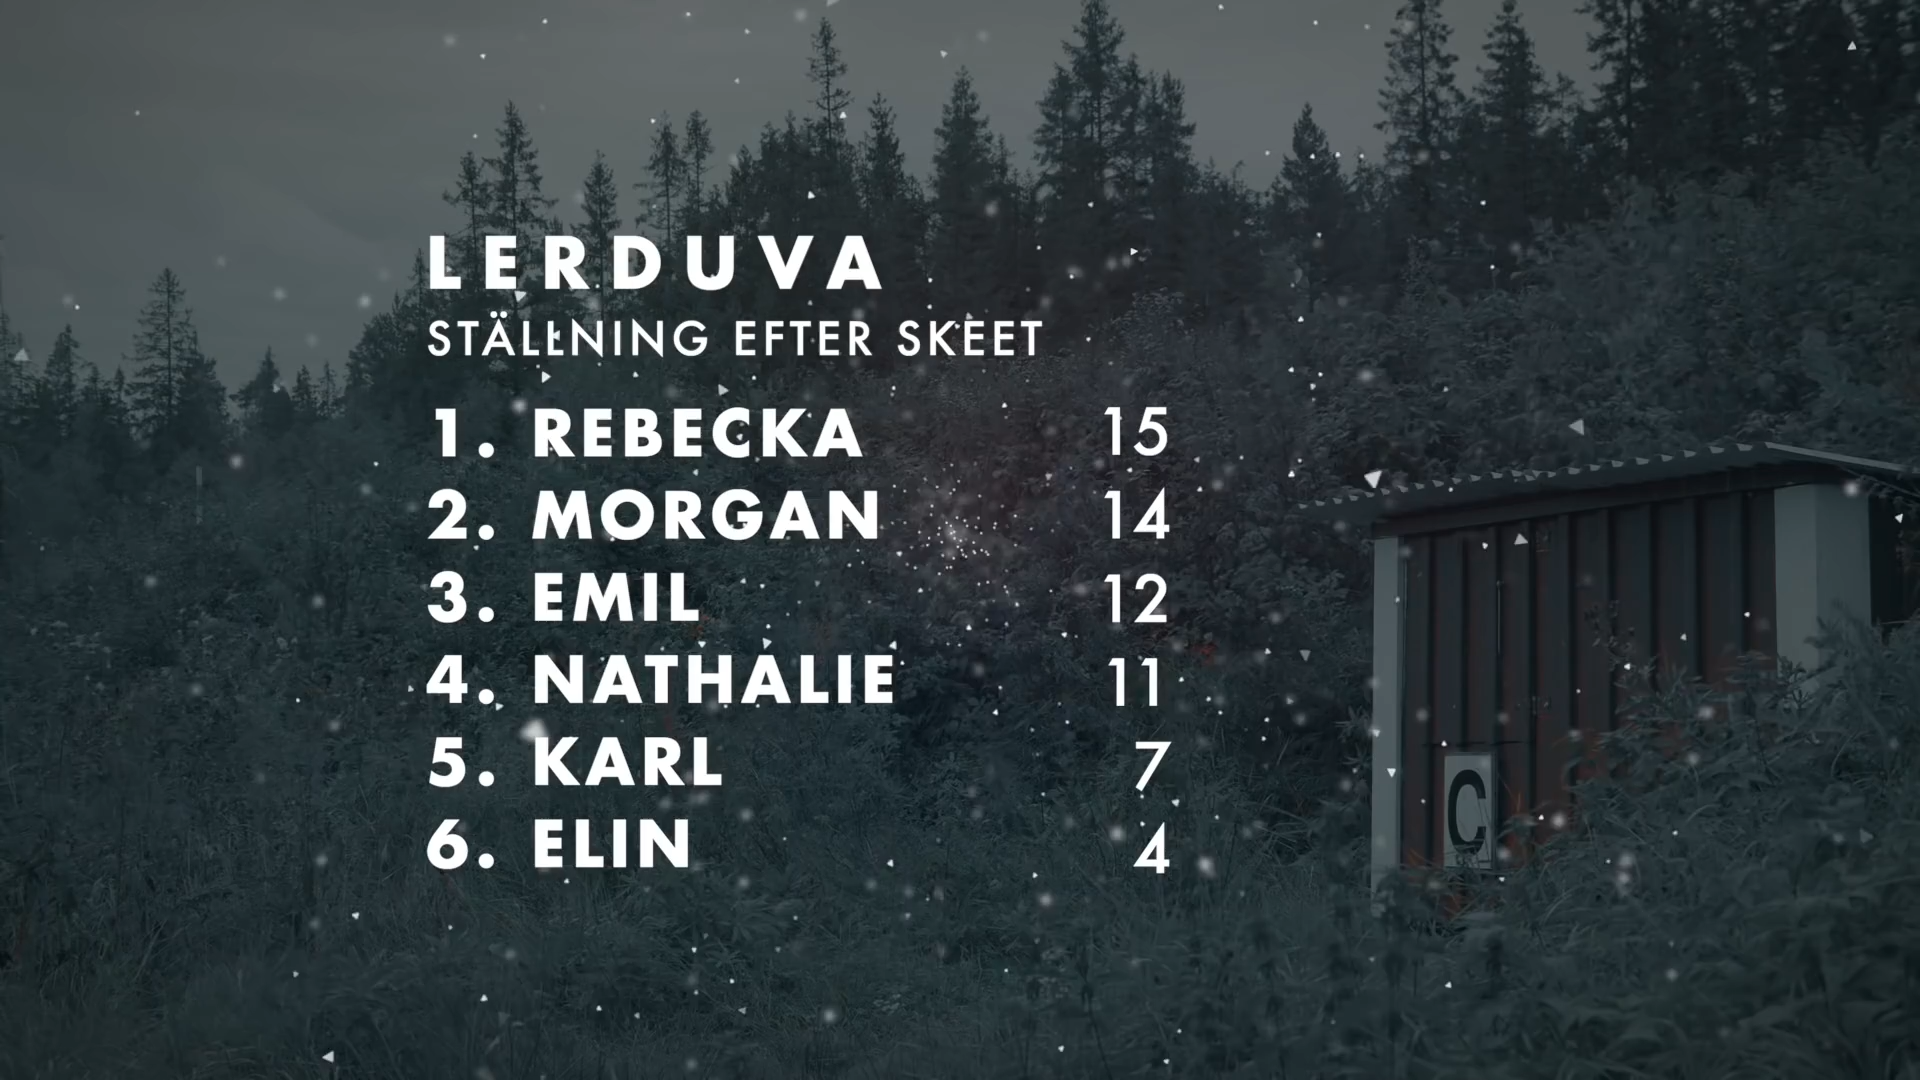 LERDUVA
STÄLLNING EFTER SKEET
1. REBECKA 15
2. MORGAN 14
3. EMIL 12
4. NATHALIE 11
5. KARL 7
6. ELIN 4
C